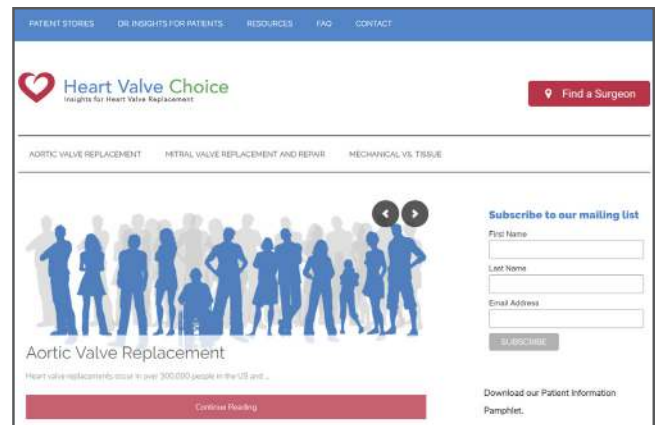 PATIENT STORIES DR. INSIGHTS FOR PATIENTS RESOURCES FAQ CONTACT
Heart Valve Choice
Insights for Heart Valve Replacement
Find a Surgeon
AORTIC VALVE REPLACEMENT MITRAL VALVE REPLACEMENT AND REPAIR MECHANICAL VS. TISSUE
Aortic Valve Replacement
Heart valve replacements occur in over 300,000 people in the US and ...
Continue Reading
Subscribe to our mailing list
First Name
Last Name
Email Address
SUBSCRIBE
Download our Patient Information
Pamphlet.